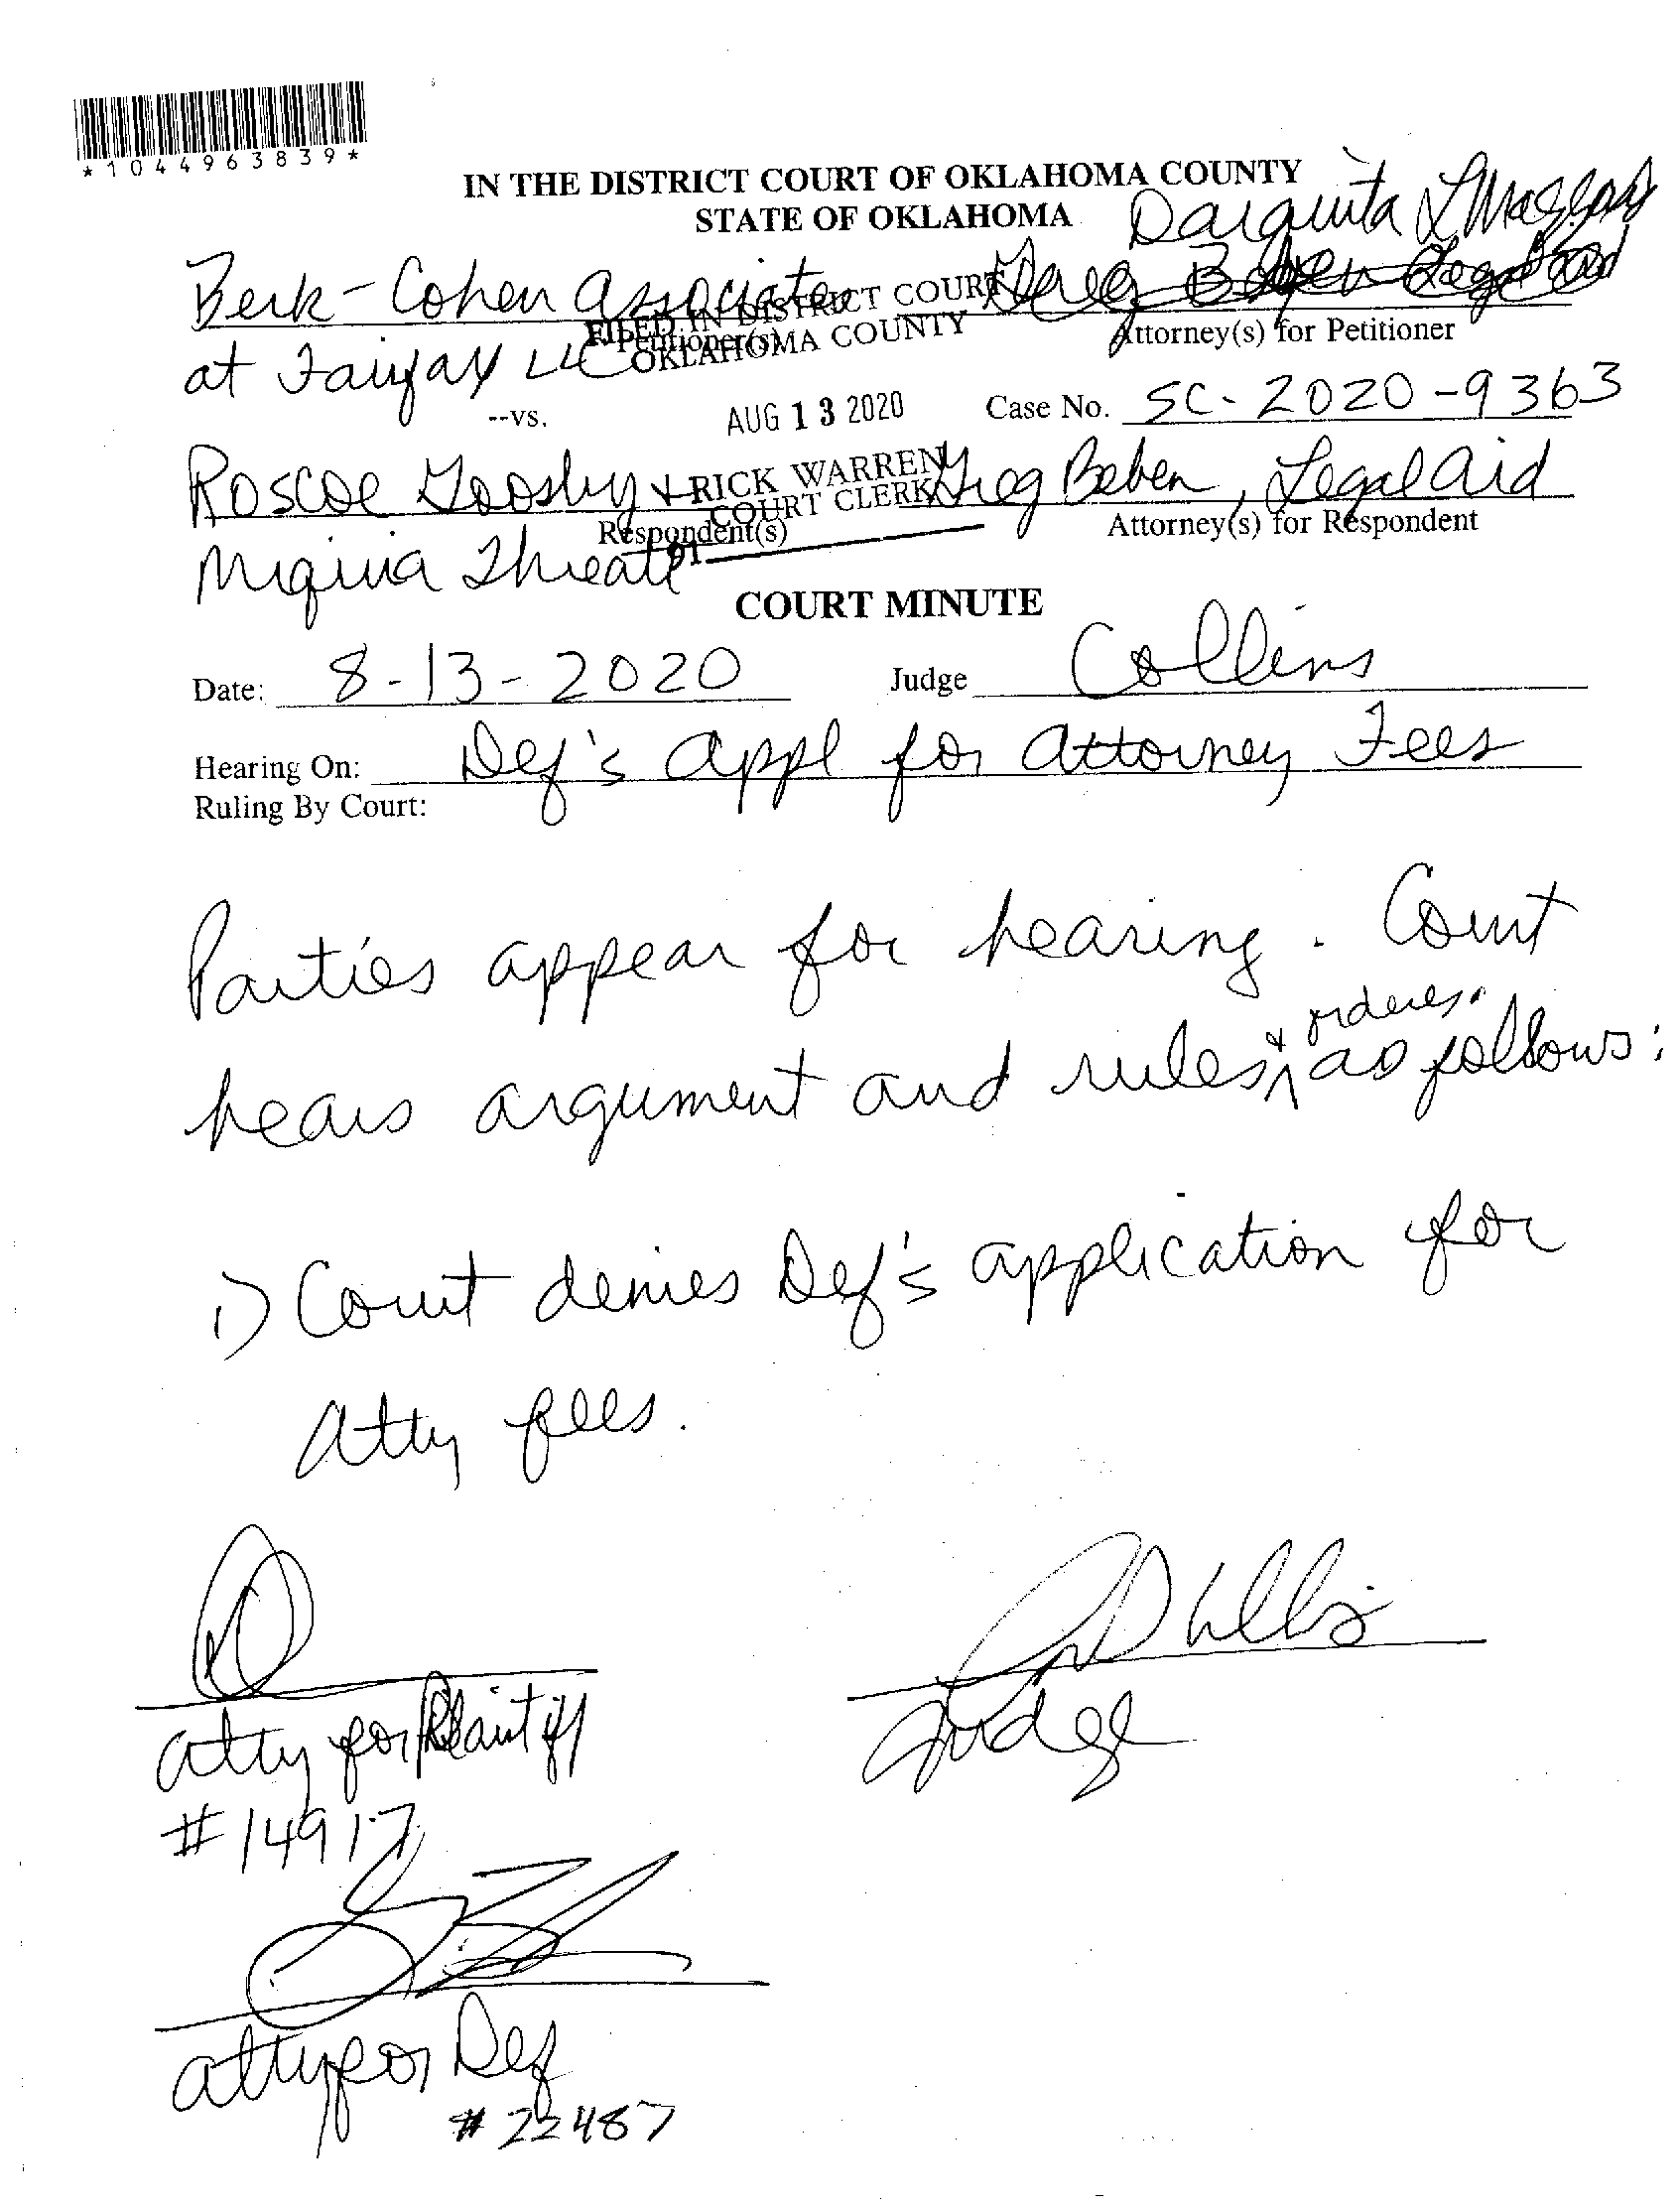 *1044963839*
IN THE DISTRICT COURT OF OKLAHOMA COUNTY
STATE OF OKLAHOMA
Darquita L
Berk-Cohen Associates
Greg Beben Legal Aid
FILED IN DISTRICT COURT
Petitioner(s)
OKLAHOMA COUNTY
Attorney(s) for Petitioner
at Fairfax LLC
--vs.
AUG 13 2020
Case No. SC-2020-9363
Roscoe Goosby +
RICK WARREN
COURT CLERK
Greg Beben, Legal Aid
Respondent(s)
Attorney(s) for Respondent
Niquia Threatt
COURT MINUTE
Date: 8-13-2020 Judge Collins
Hearing On: Def's appl for Attorney Fees
Ruling By Court:
Parties appear for hearing. Court
hears argument and rules & orders as follows:
1) Court denies Def's application for
atty fees.
atty for Plaintiff
Judge
#14917
atty for Def
#22487